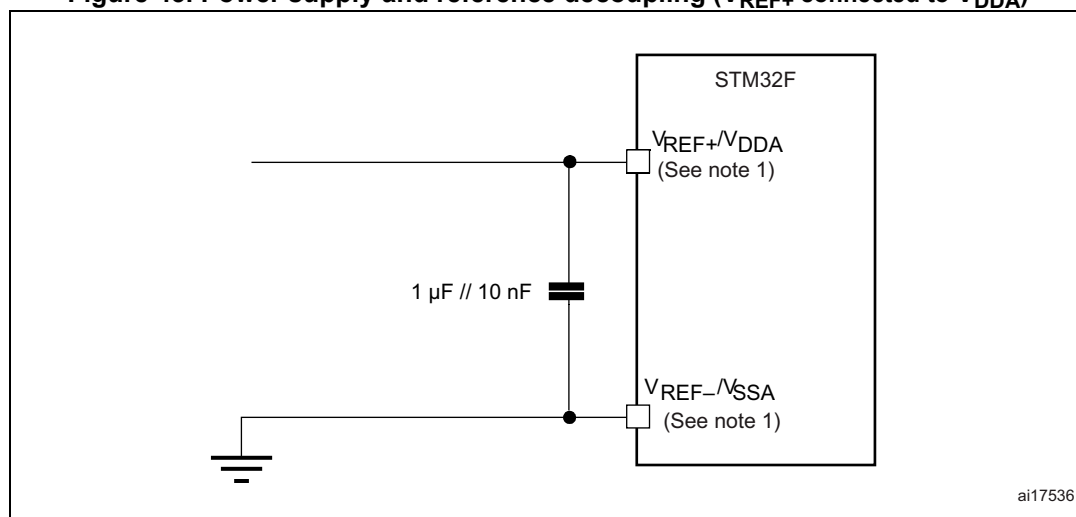 STM32F
VREF+/VDDA
(See note 1)
1 µF // 10 nF
VREF–/VSSA
(See note 1)
ai17536